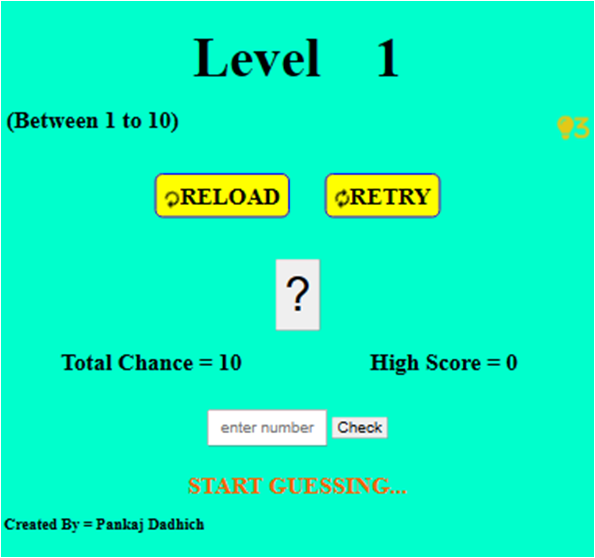 Level 1
(Between 1 to 10)
3
RELOAD RETRY
?
Total Chance = 10 High Score = 0
enter number Check
START GUESSING...
Created By = Pankaj Dadhich